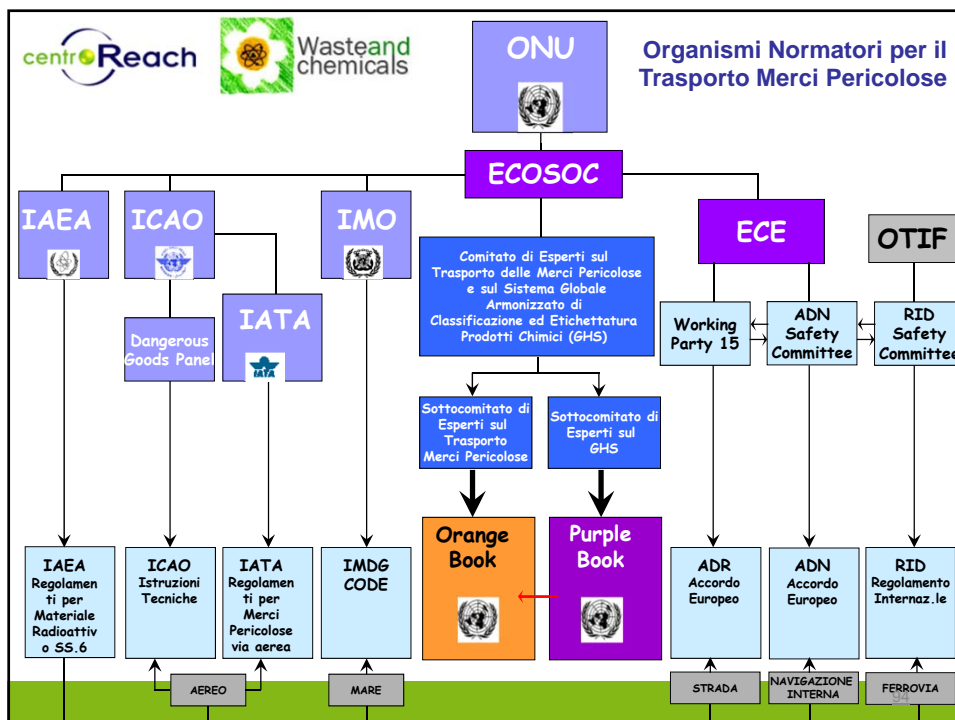 centroReach
Wasteand
chemicals
ONU
Organismi Normatori per il
Trasporto Merci Pericolose
ECOSOC
IAEA
ICAO
IMO
ECE
OTIF
Comitato di Esperti sul
Trasporto delle Merci Pericolose
e sul Sistema Globale
Armonizzato di
Classificazione ed Etichettatura
Prodotti Chimici (GHS)
IATA
IATA
Dangerous
Goods Panel
Working
Party 15
ADN
Safety
Committee
RID
Safety
Committee
Sottocomitato di
Esperti sul
Trasporto
Merci Pericolose
Sottocomitato di
Esperti sul
GHS
Orange
Book
Purple
Book
IAEA
Regolamen
ti per
Materiale
Radioattiv
o SS.6
ICAO
Istruzioni
Tecniche
IATA
Regolamen
ti per
Merci
Pericolose
via aerea
IMDG
CODE
ADR
Accordo
Europeo
ADN
Accordo
Europeo
RID
Regolamento
Internaz.le
AEREO
MARE
STRADA
NAVIGAZIONE
INTERNA
FERROVIA
94